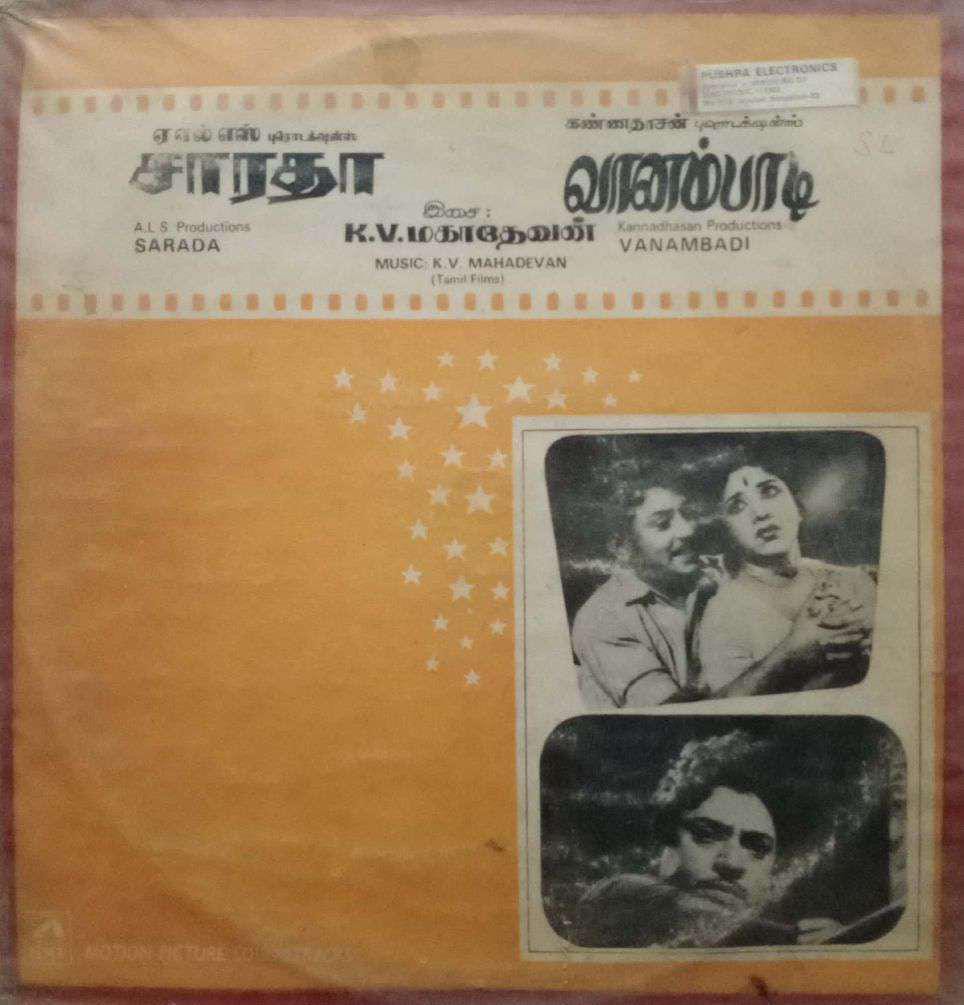 PUSHPA ELECTRONICS
ஏ எல் எஸ் புரொடக்ஷன்ஸ்
சாரதா
A.L.S. Productions
SARADA
இசை :
K.V.மகாதேவன்
MUSIC: K.V. MAHADEVAN
(Tamil Films)
கண்ணதாசன் புரொடக்ஷன்ஸ்
வானம்பாடி
Kannadhasan Productions
VANAMBADI
MOTION PICTURE SOUNDTRACKS